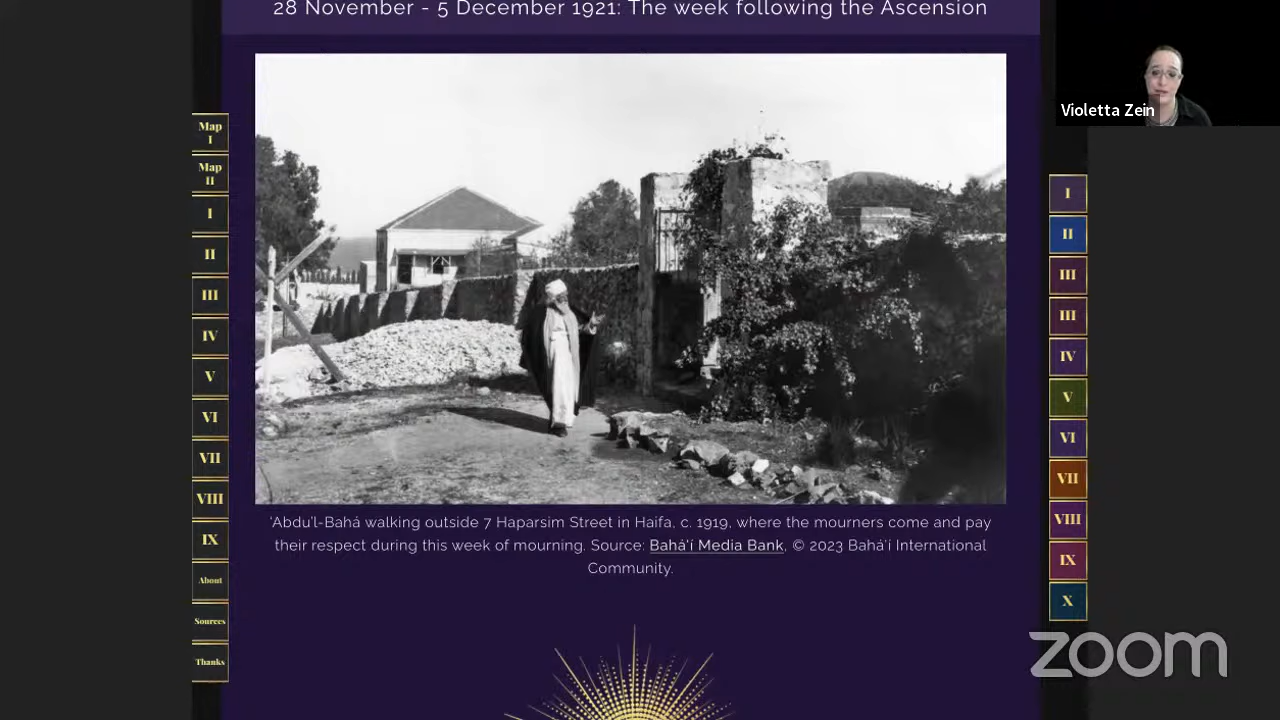 28 November - 5 December 1921: The week following the Ascension
Violetta Zein
Map
I
Map
II
I
II
III
IV
V
VI
VII
VIII
IX
About
Sources
Thanks
I
II
III
III
IV
V
VI
VII
VIII
IX
X
'Abdu'l-Bahá walking outside 7 Haparsim Street in Haifa, c. 1919, where the mourners come and pay
their respect during this week of mourning. Source: Bahá'í Media Bank, © 2023 Bahá'í International
Community.
zoom